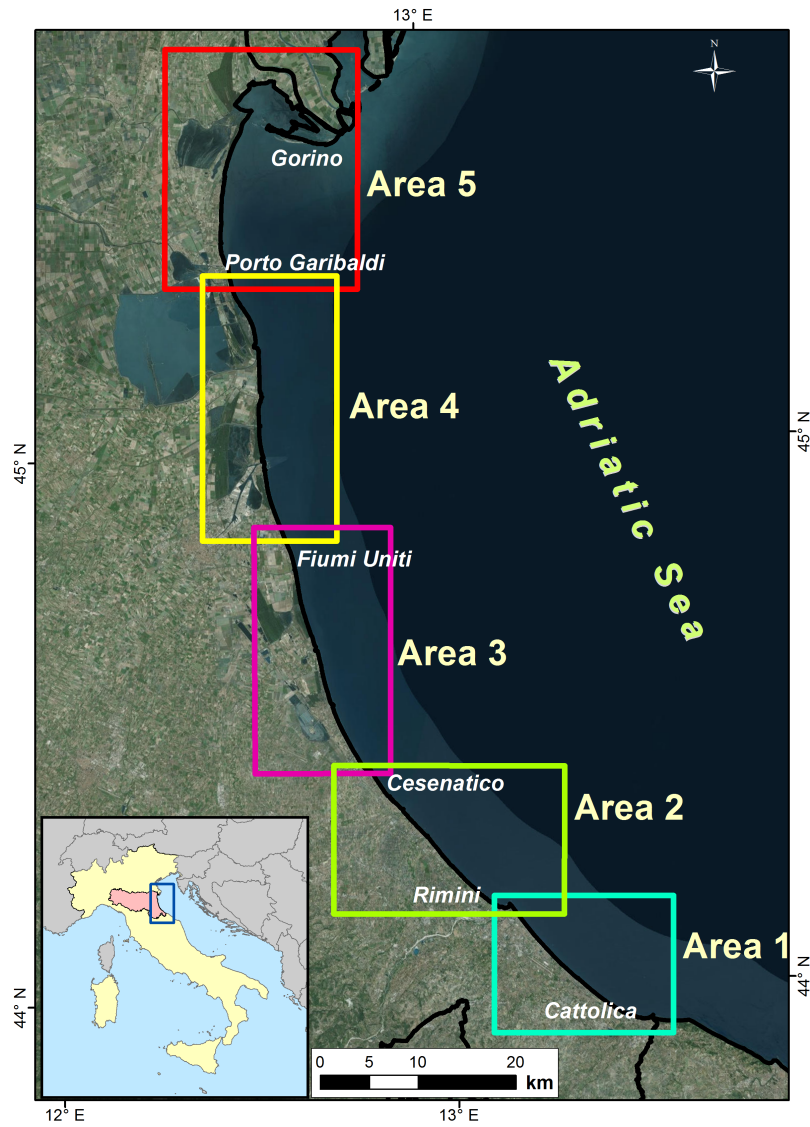 13° E
N
Gorino
Area 5
Porto Garibaldi
Area 4
Adriatic Sea
45° N
45° N
Fiumi Uniti
Area 3
Cesenatico
Area 2
Rimini
Area 1
44° N
44° N
Cattolica
0 5 10 20
km
12° E
13° E